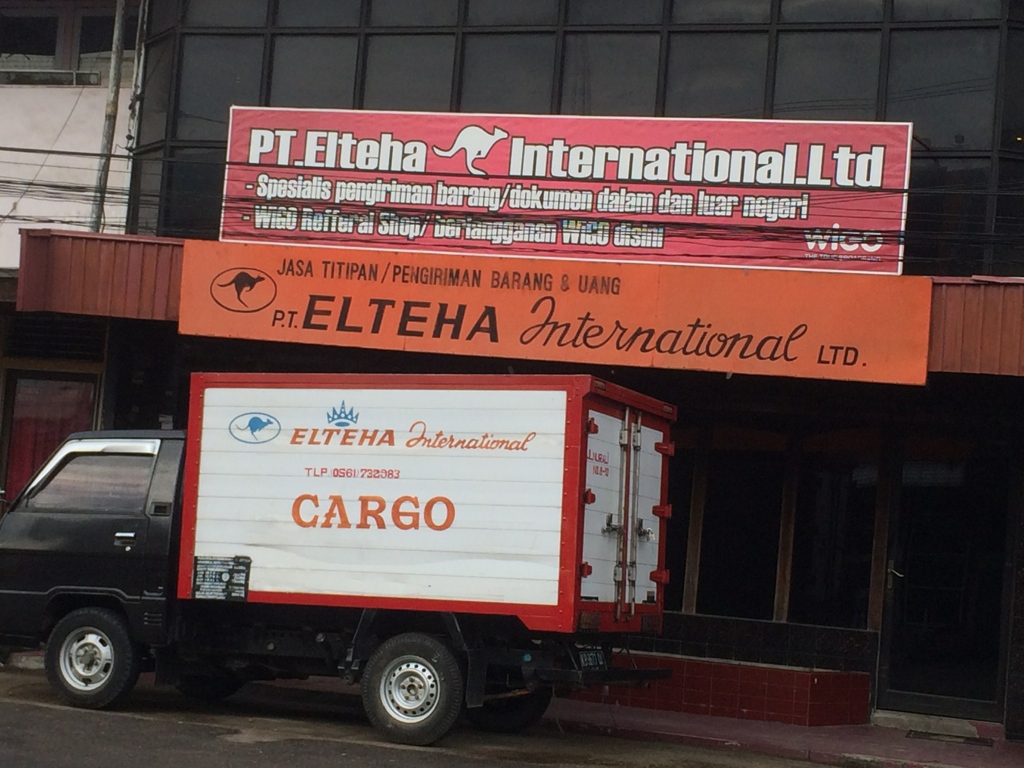 PT.Elteha International.Ltd
- Spesialis pengiriman barang/dokumen dalam dan luar negeri
- WiGO Refferal Shop/ berlangganan WiGO disini
wigo
JASA TITIPAN/PENGIRIMAN BARANG & UANG
P.T. ELTEHA International LTD.
ELTEHA International
TLP. 0561/732983
CARGO